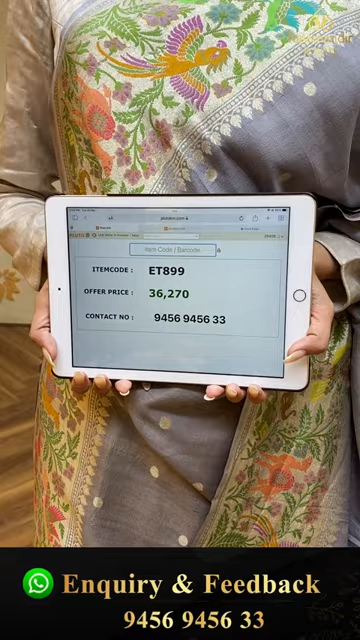 Item Code / Barcode
ITEMCODE : ET899
OFFER PRICE : 36,270
CONTACT NO : 9456 9456 33
Enquiry & Feedback
9456 9456 33